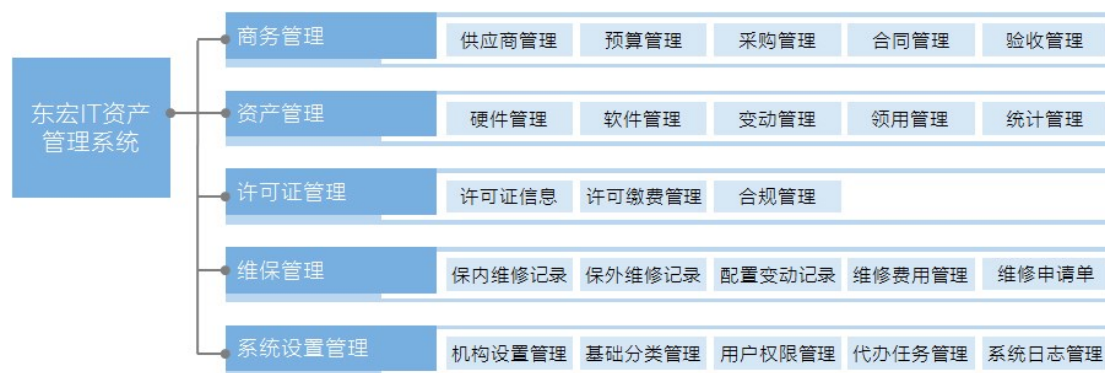 东宏IT资产
管理系统
商务管理
供应商管理 预算管理 采购管理 合同管理 验收管理
资产管理
硬件管理 软件管理 变动管理 领用管理 统计管理
许可证管理
许可证信息 许可缴费管理 合规管理
维保管理
保内维修记录 保外维修记录 配置变动记录 维修费用管理 维修申请单
系统设置管理
机构设置管理 基础分类管理 用户权限管理 代办任务管理 系统日志管理